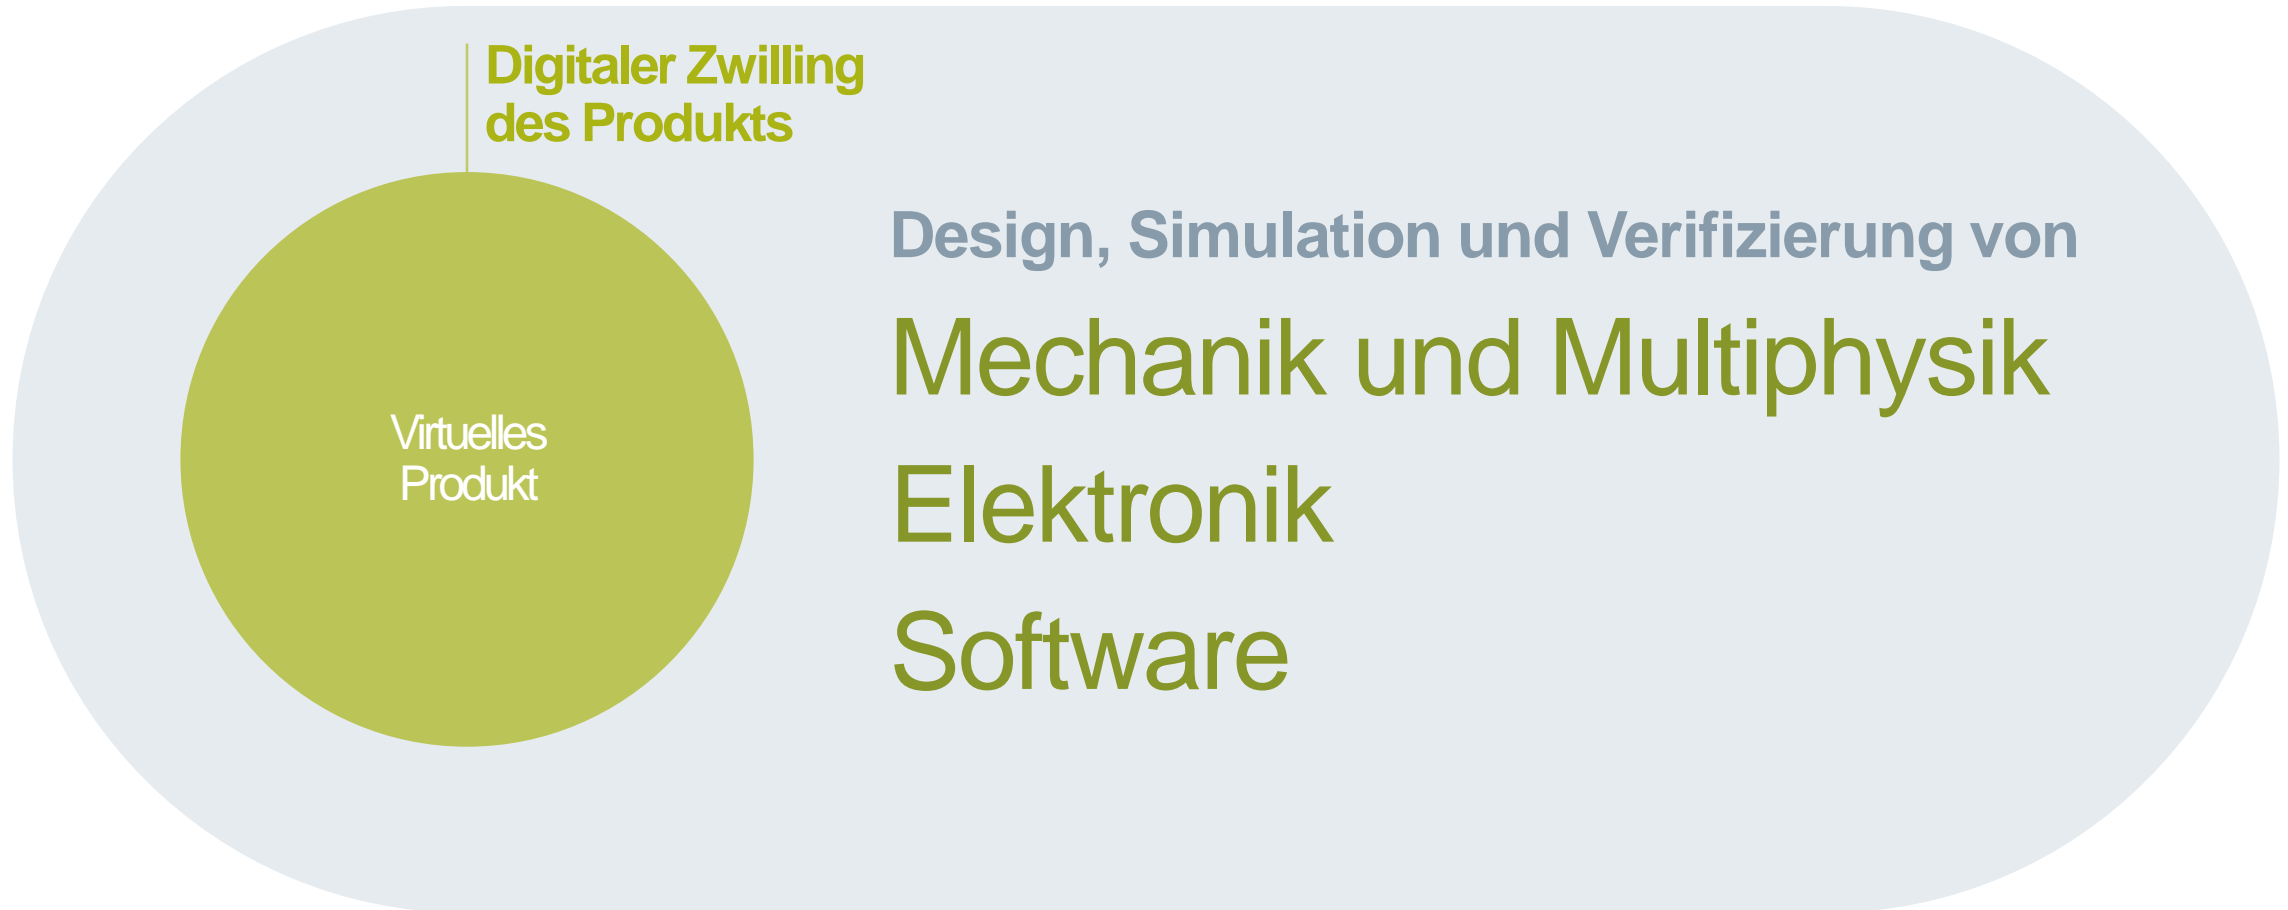 Digitaler Zwilling
des Produkts
Design, Simulation und Verifizierung von
Mechanik und Multiphysik
Virtuelles
Produkt
Elektronik
Software